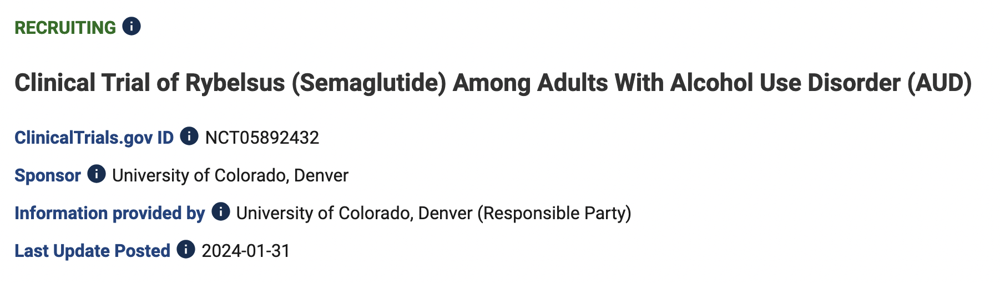 RECRUITING
Clinical Trial of Rybelsus (Semaglutide) Among Adults With Alcohol Use Disorder (AUD)
ClinicalTrials.gov ID NCT05892432
Sponsor University of Colorado, Denver
Information provided by University of Colorado, Denver (Responsible Party)
Last Update Posted 2024-01-31